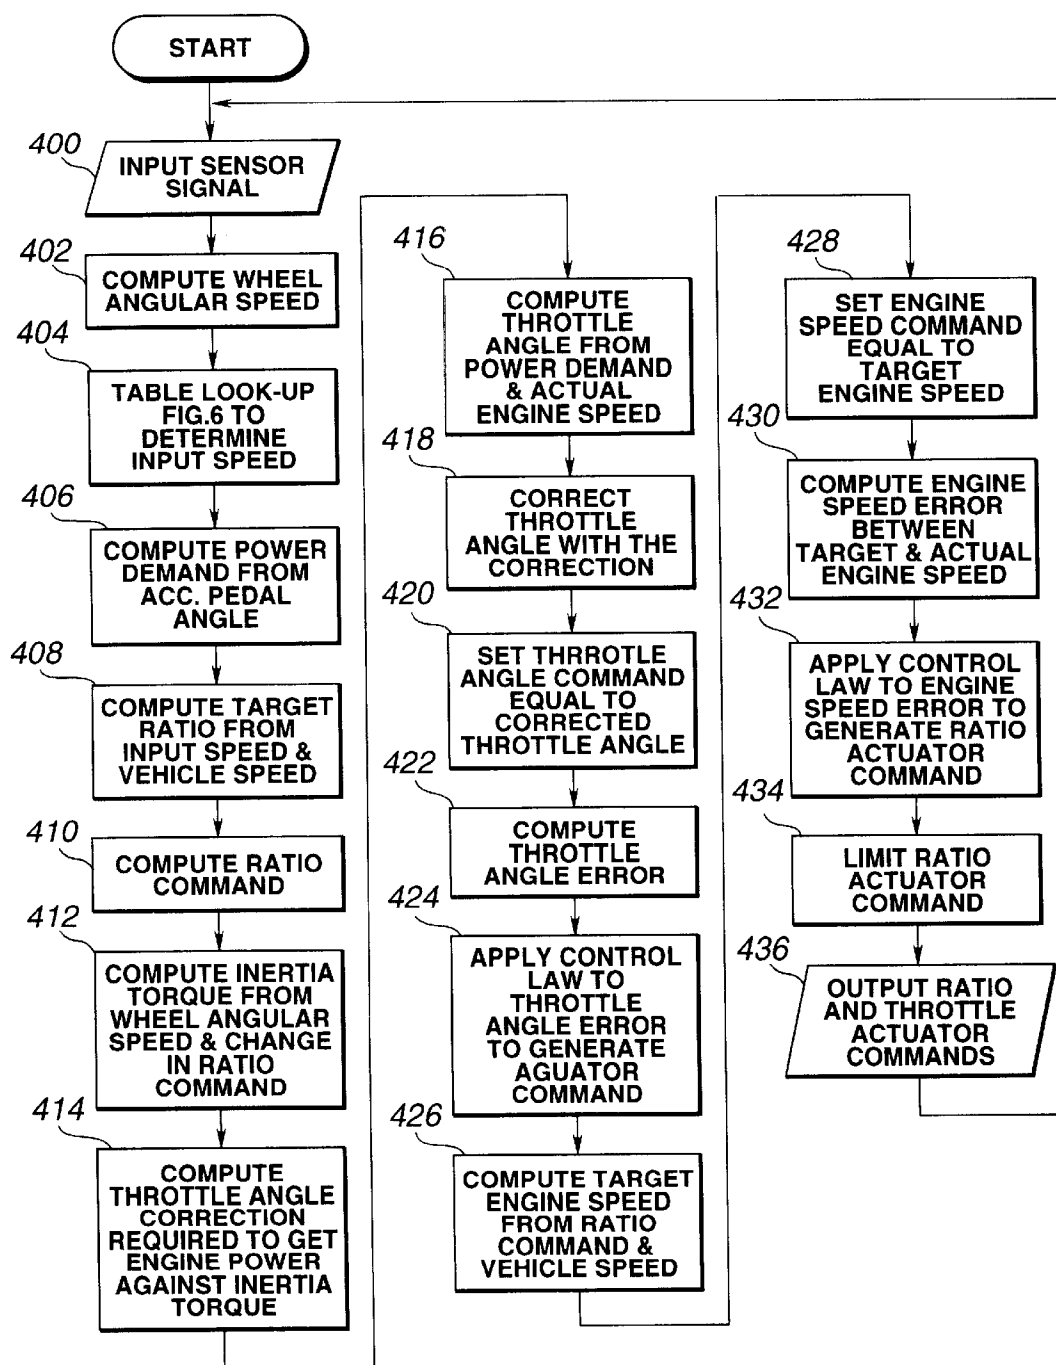 START
400
INPUT SENSOR
SIGNAL
402
COMPUTE WHEEL
ANGULAR SPEED
404
TABLE LOOK-UP
FIG.6 TO
DETERMINE
INPUT SPEED
406
COMPUTE POWER
DEMAND FROM
ACC. PEDAL
ANGLE
408
COMPUTE TARGET
RATIO FROM
INPUT SPEED &
VEHICLE SPEED
410
COMPUTE RATIO
COMMAND
412
COMPUTE INERTIA
TORQUE FROM
WHEEL ANGULAR
SPEED & CHANGE
IN RATIO
COMMAND
414
COMPUTE
THROTTLE ANGLE
CORRECTION
REQUIRED TO GET
ENGINE POWER
AGAINST INERTIA
TORQUE
416
COMPUTE
THROTTLE
ANGLE FROM
POWER DEMAND
& ACTUAL
ENGINE SPEED
418
CORRECT
THROTTLE
ANGLE WITH THE
CORRECTION
420
SET THRROTLE
ANGLE COMMAND
EQUAL TO
CORRECTED
THROTTLE ANGLE
422
COMPUTE
THROTTLE
ANGLE ERROR
424
APPLY CONTROL
LAW TO
THROTTLE
ANGLE ERROR
TO GENERATE
AGUATOR
COMMAND
426
COMPUTE TARGET
ENGINE SPEED
FROM RATIO
COMMAND &
VEHICLE SPEED
428
SET ENGINE
SPEED COMMAND
EQUAL TO
TARGET
ENGINE SPEED
430
COMPUTE ENGINE
SPEED ERROR
BETWEEN
TARGET & ACTUAL
ENGINE SPEED
432
APPLY CONTROL
LAW TO ENGINE
SPEED ERROR TO
GENERATE RATIO
ACTUATOR
COMMAND
434
LIMIT RATIO
ACTUATOR
COMMAND
436
OUTPUT RATIO
AND THROTTLE
ACTUATOR
COMMANDS